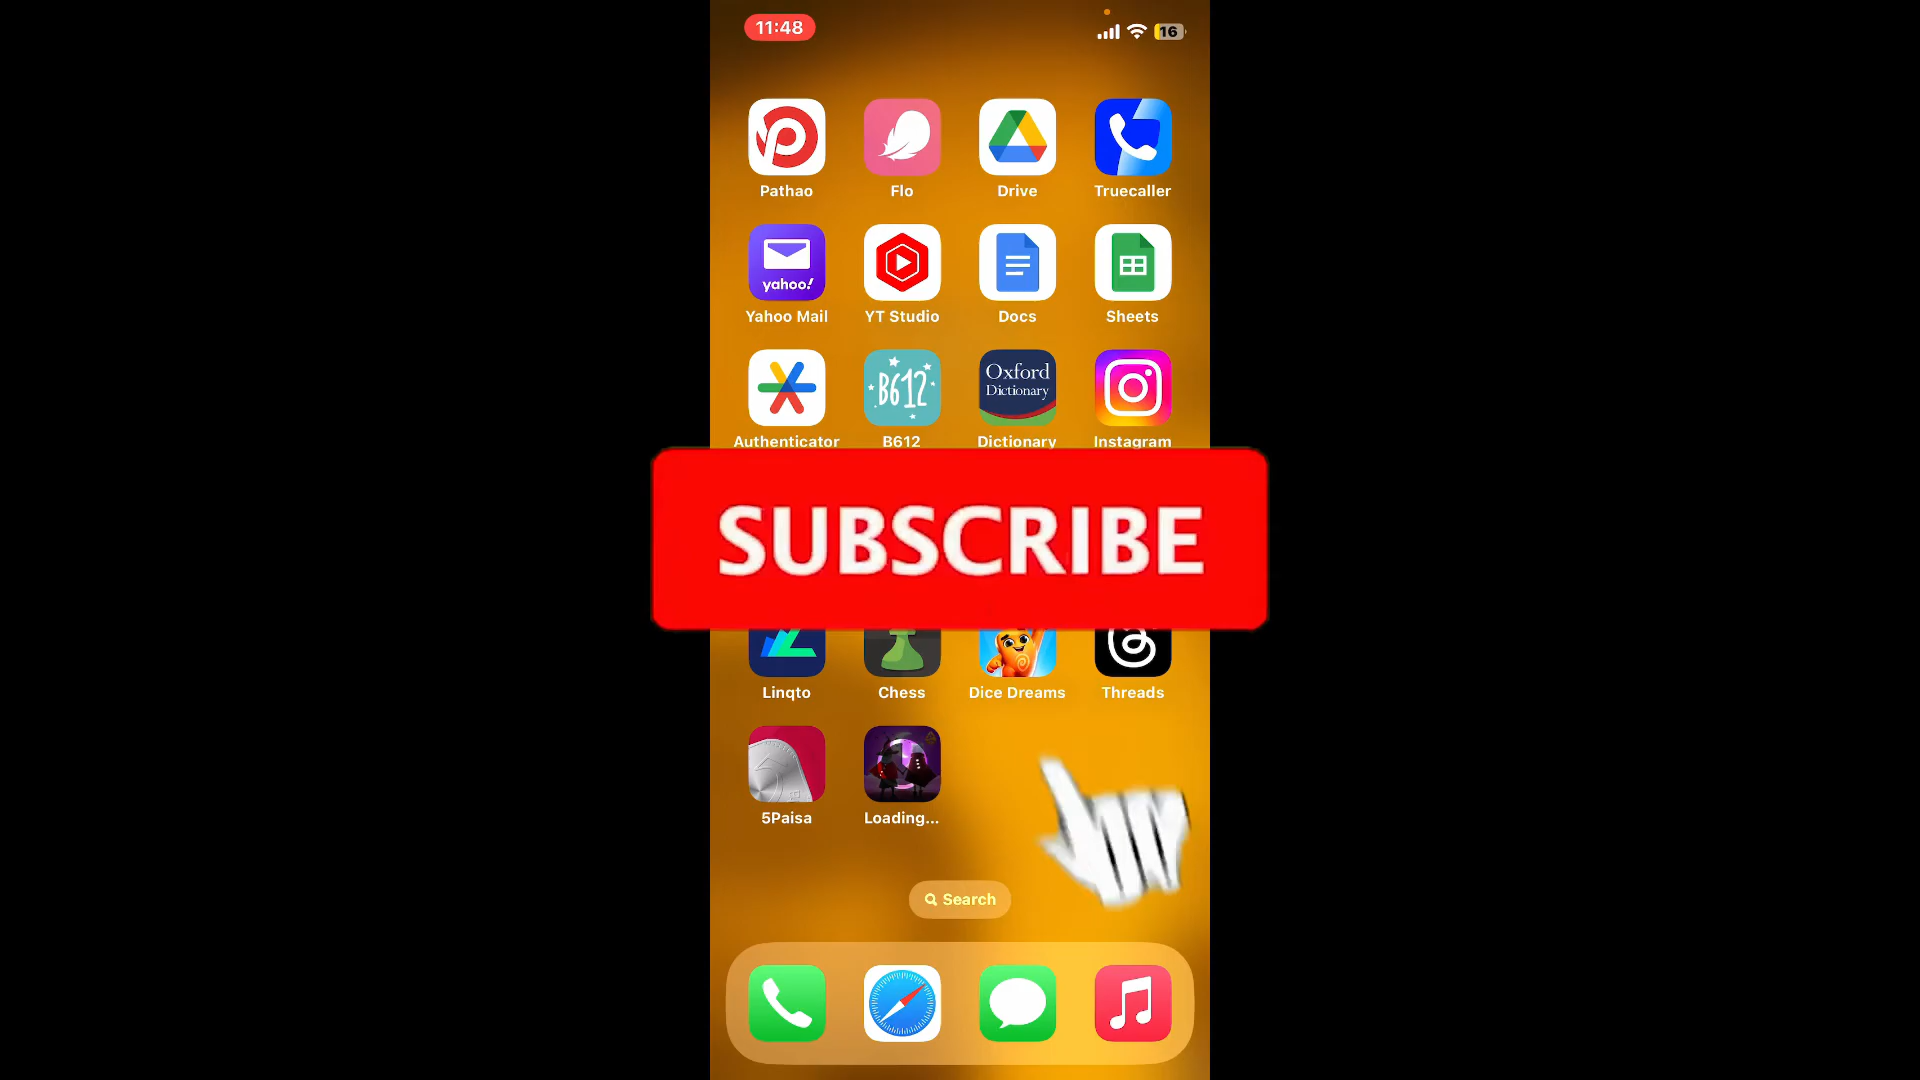 11:48
16
Pathao Flo Drive Truecaller
yahoo!
Yahoo Mail YT Studio Docs Sheets
B612
Oxford
Dictionary
Authenticator B612 Dictionary Instagram
SUBSCRIBE
Linqto Chess Dice Dreams Threads
5Paisa Loading...
Search